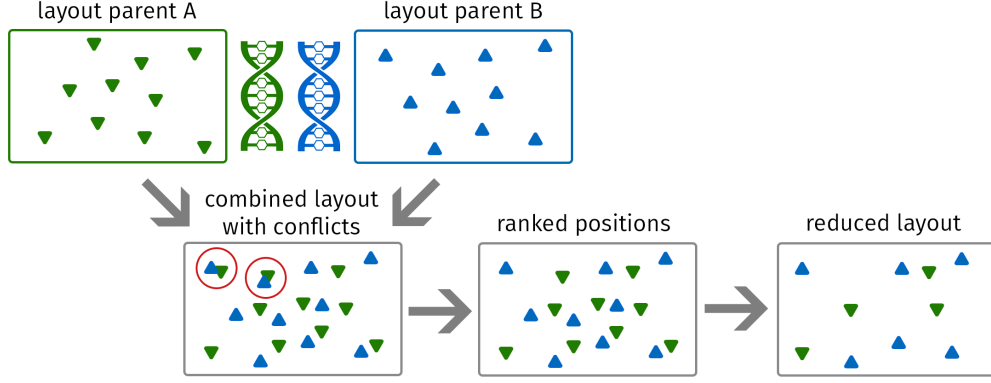 layout parent A
layout parent B
combined layout
with conflicts
ranked positions
reduced layout